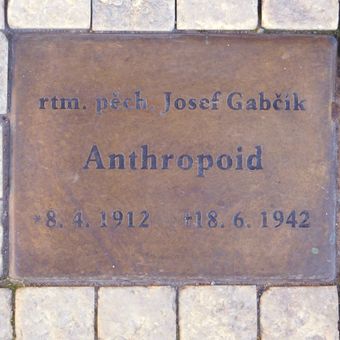 rtm. pěch. Josef Gabčík
Anthropoid
*8. 4. 1912 †18. 6. 1942